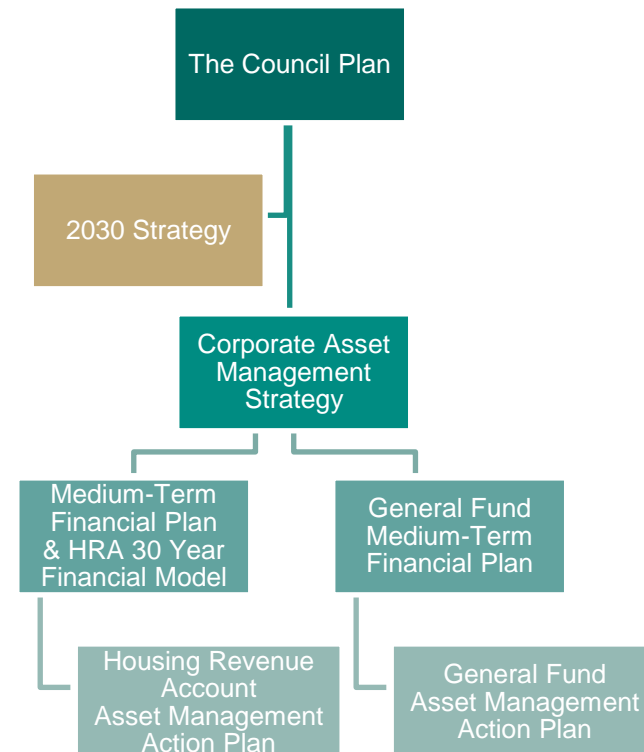 The Council Plan
2030 Strategy
Corporate Asset
Management
Strategy
Medium-Term
Financial Plan
& HRA 30 Year
Financial Model
General Fund
Medium-Term
Financial Plan
Housing Revenue
Account
Asset Management
Action Plan
General Fund
Asset Management
Action Plan